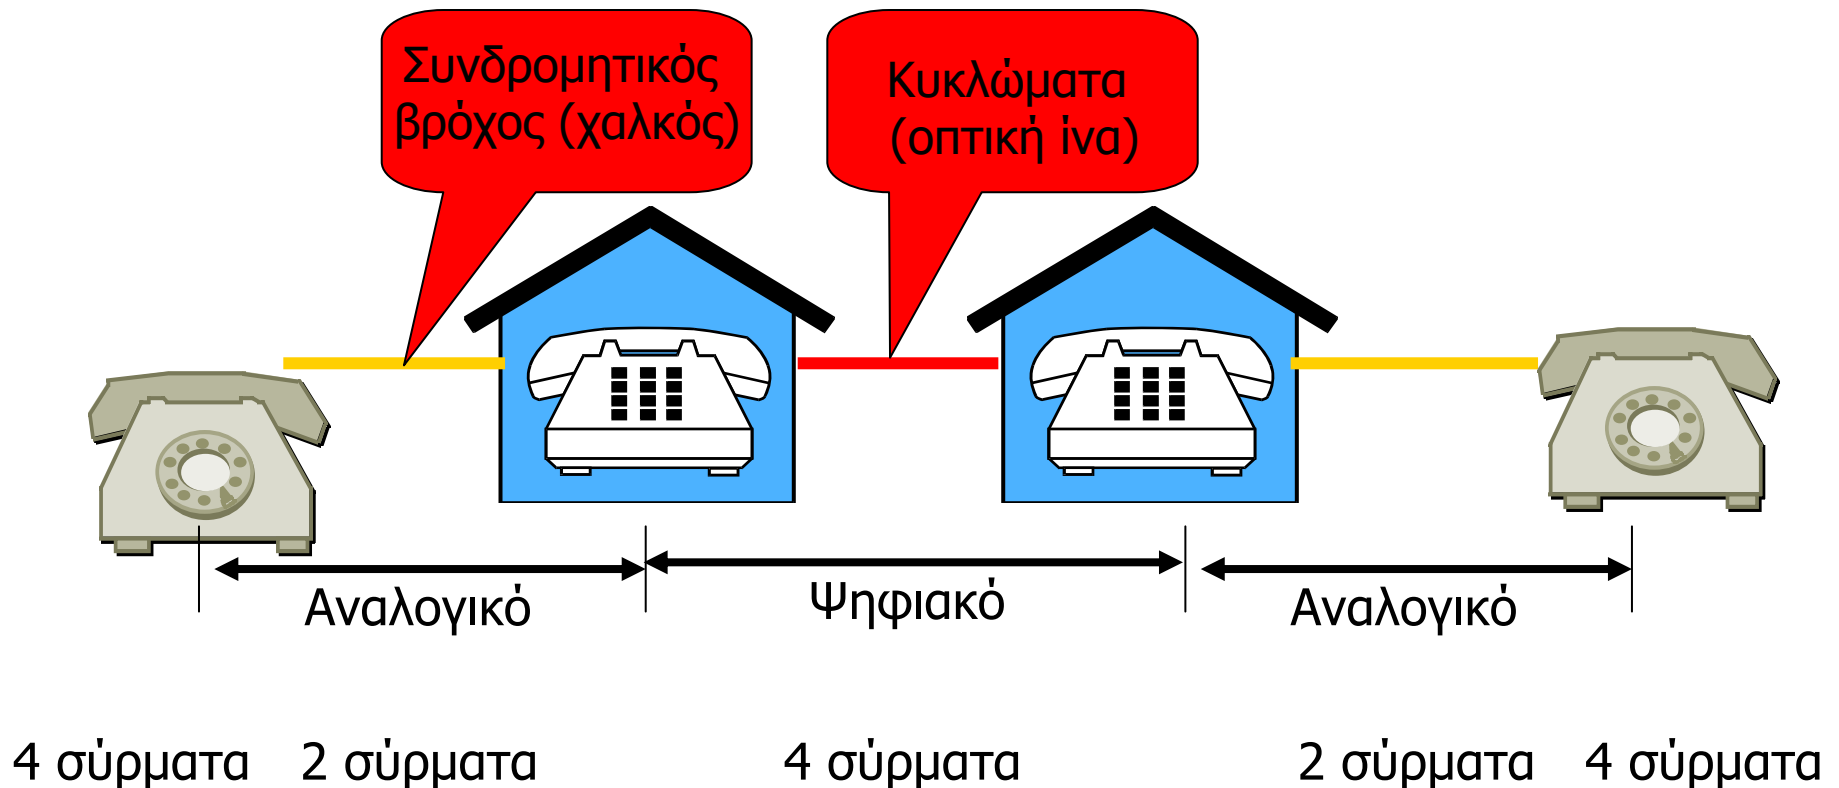 Συνδρομητικός
βρόχος (χαλκός)
Κυκλώματα
(οπτική ίνα)
Αναλογικό
Ψηφιακό
Αναλογικό
4 σύρματα 2 σύρματα 4 σύρματα 2 σύρματα 4 σύρματα